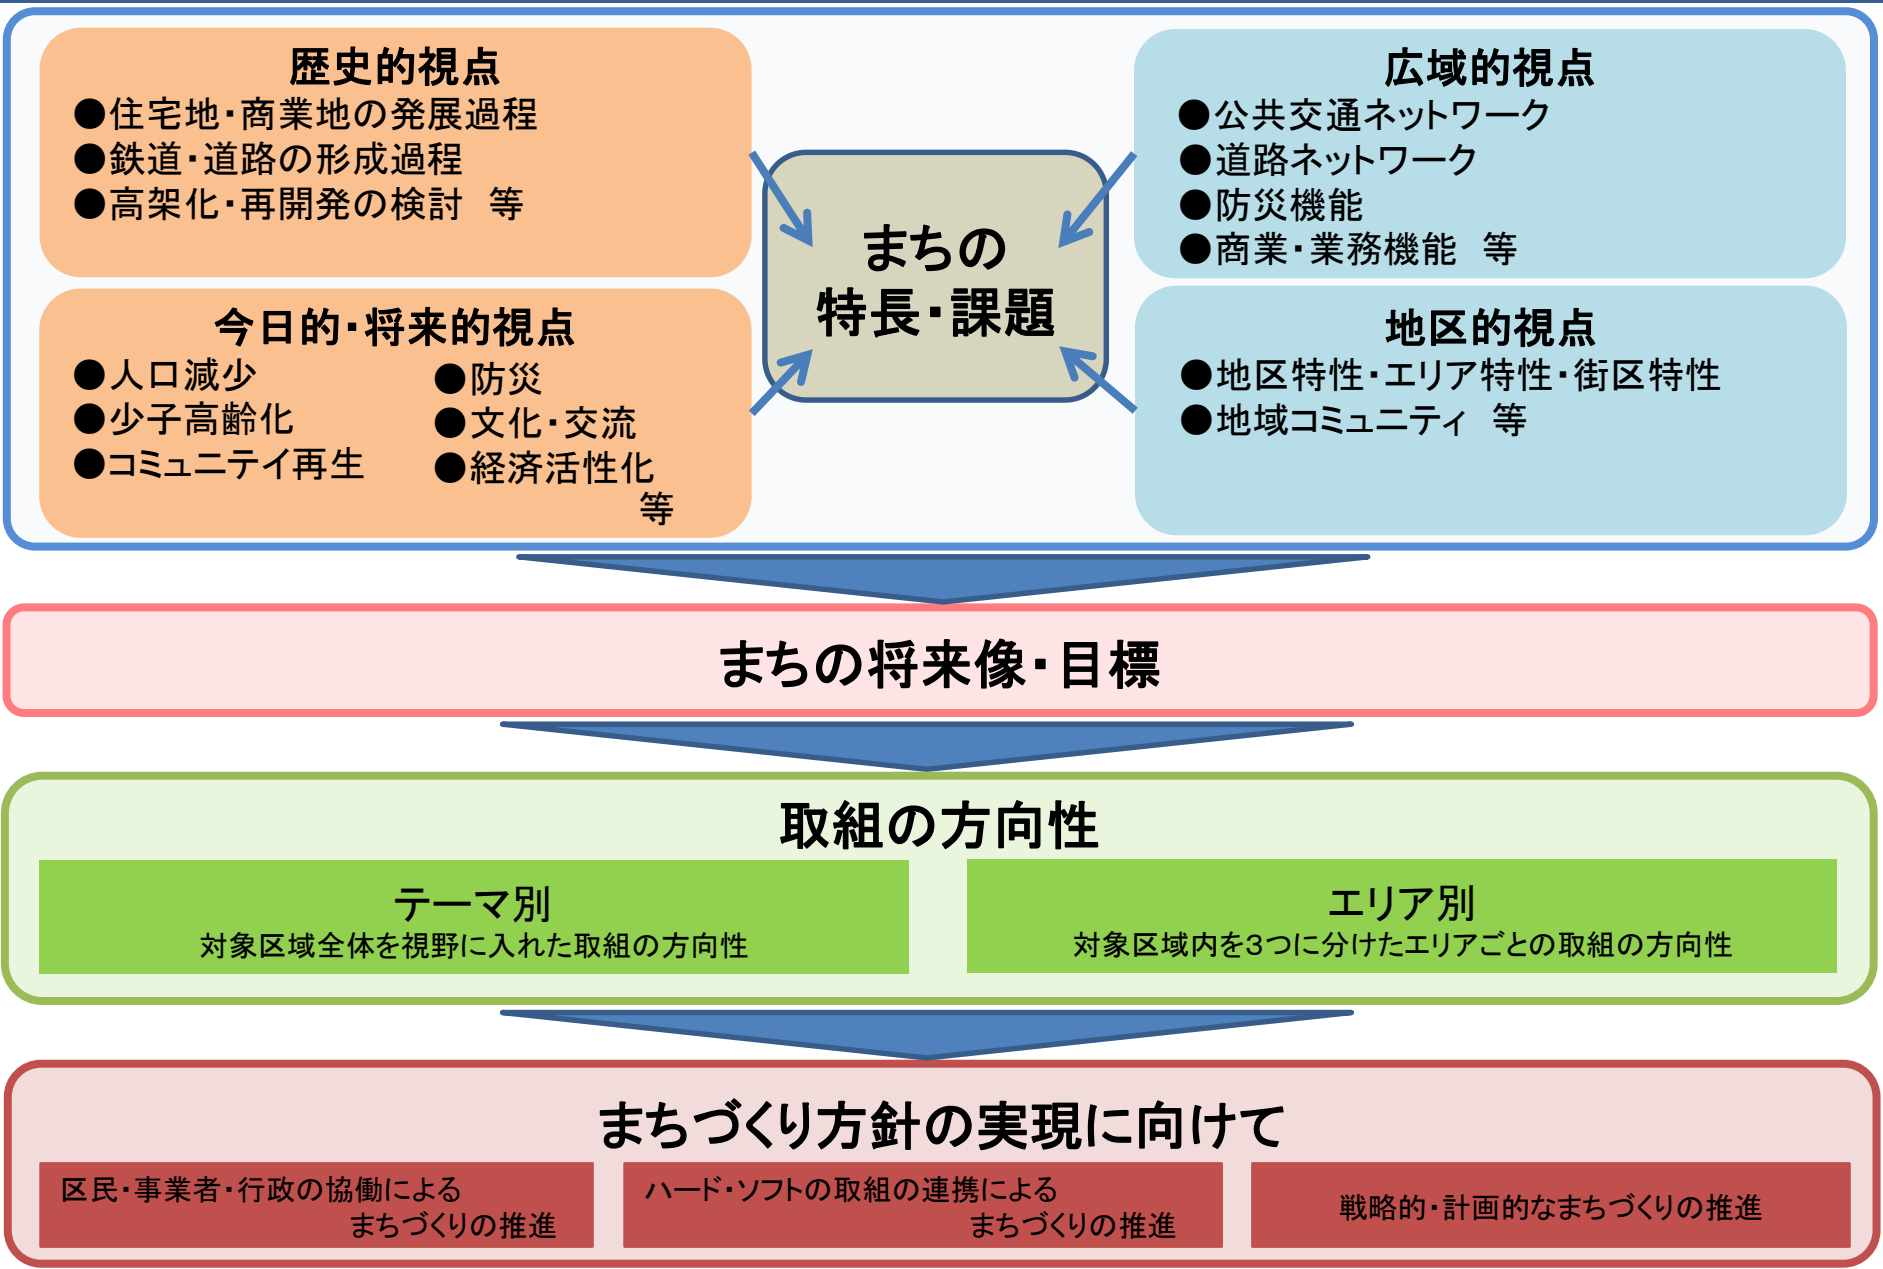 歴史的視点
●住宅地・商業地の発展過程
●鉄道・道路の形成過程
●高架化・再開発の検討　等
広域的視点
●公共交通ネットワーク
●道路ネットワーク
●防災機能
●商業・業務機能　等
まちの
特長・課題
今日的・将来的視点
●人口減少
●少子高齢化
●コミュニテイ再生
●防災
●文化・交流
●経済活性化
等
地区的視点
●地区特性・エリア特性・街区特性
●地域コミュニティ　等
まちの将来像・目標
取組の方向性
テーマ別
対象区域全体を視野に入れた取組の方向性
エリア別
対象区域内を３つに分けたエリアごとの取組の方向性
まちづくり方針の実現に向けて
区民・事業者・行政の協働による
まちづくりの推進
ハード・ソフトの取組の連携による
まちづくりの推進
戦略的・計画的なまちづくりの推進